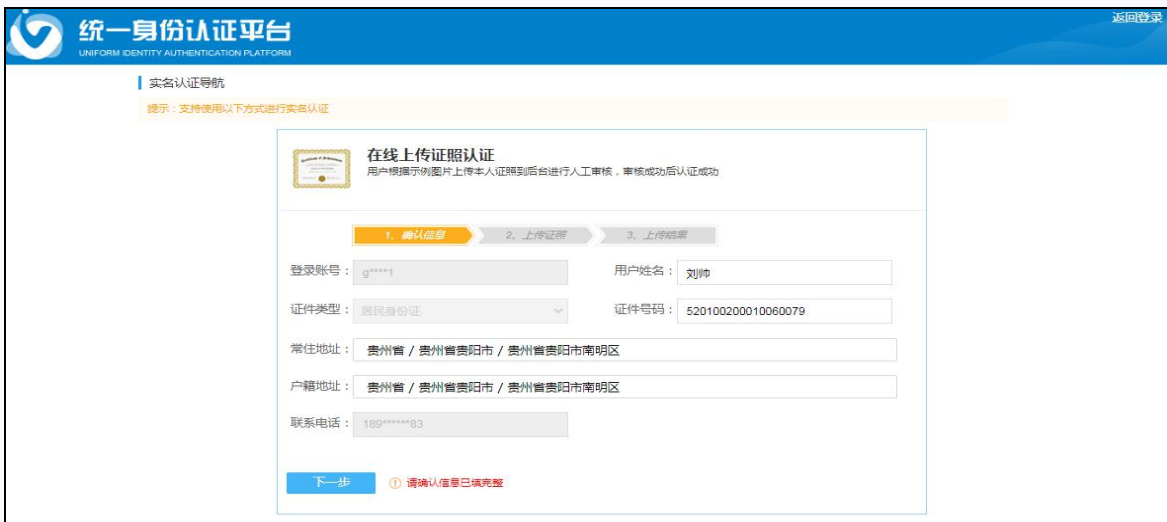 返回登录
统一身份认证平台
UNIFORM IDENTITY AUTHENTICATION PLATFORM
实名认证导航
提示：支持使用以下方式进行实名认证
在线上传证照认证
用户根据示例图片上传本人证照到后台进行人工审核，审核成功后认证成功
1、确认信息 2、上传证照 3、上传结果
登录账号： g****1 用户姓名： 刘帅
证件类型： 居民身份证 证件号码： 520100200010060079
常住地址： 贵州省 / 贵州省贵阳市 / 贵州省贵阳市南明区
户籍地址： 贵州省 / 贵州省贵阳市 / 贵州省贵阳市南明区
联系电话： 189******83
下一步 请确认信息已填完整